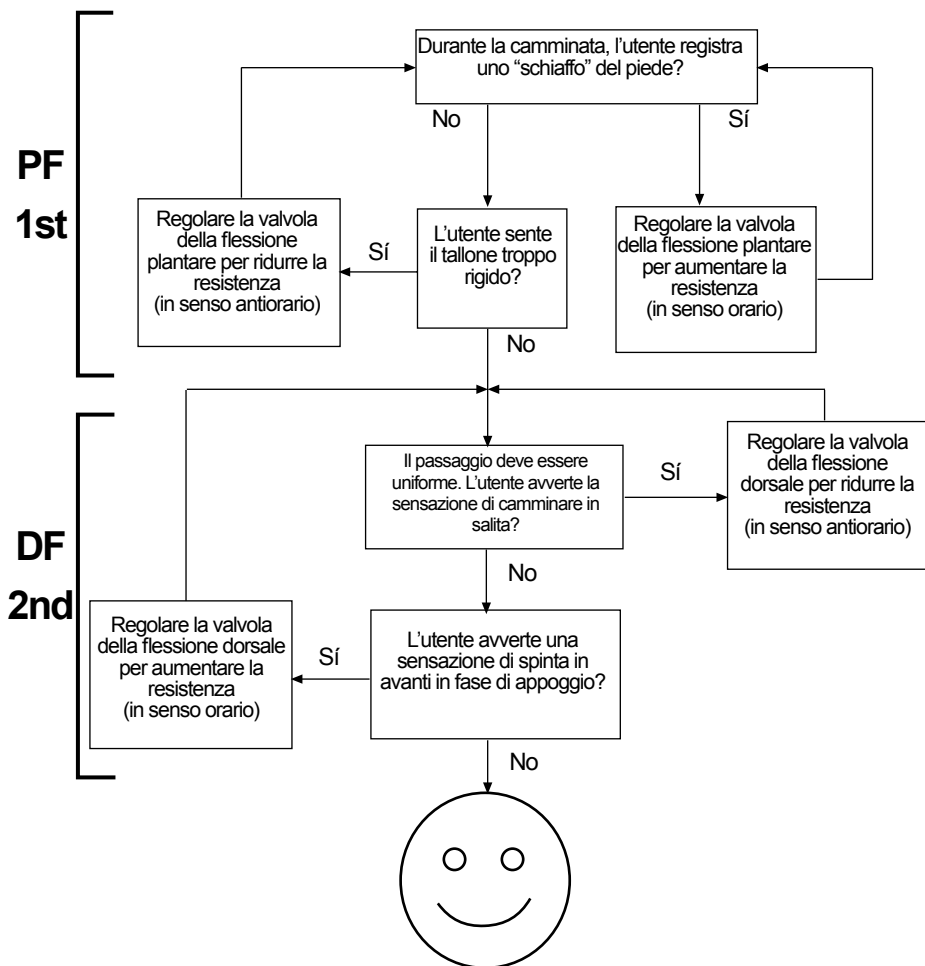 Durante la camminata, l'utente registra
uno “schiaffo” del piede?
No
Sí
PF
1st
Regolare la valvola
della flessione
plantare per ridurre la
resistenza
(in senso antiorario)
Sí
L'utente sente
il tallone troppo
rigido?
Regolare la valvola
della flessione plantare
per aumentare la
resistenza
(in senso orario)
No
DF
2nd
Il passaggio deve essere
uniforme. L'utente avverte la
sensazione di camminare in
salita?
Sí
Regolare la valvola
della flessione
dorsale per ridurre la
resistenza
(in senso antiorario)
No
Regolare la valvola
della flessione dorsale
per aumentare la
resistenza
(in senso orario)
Sí
L'utente avverte una
sensazione di spinta in
avanti in fase di appoggio?
No